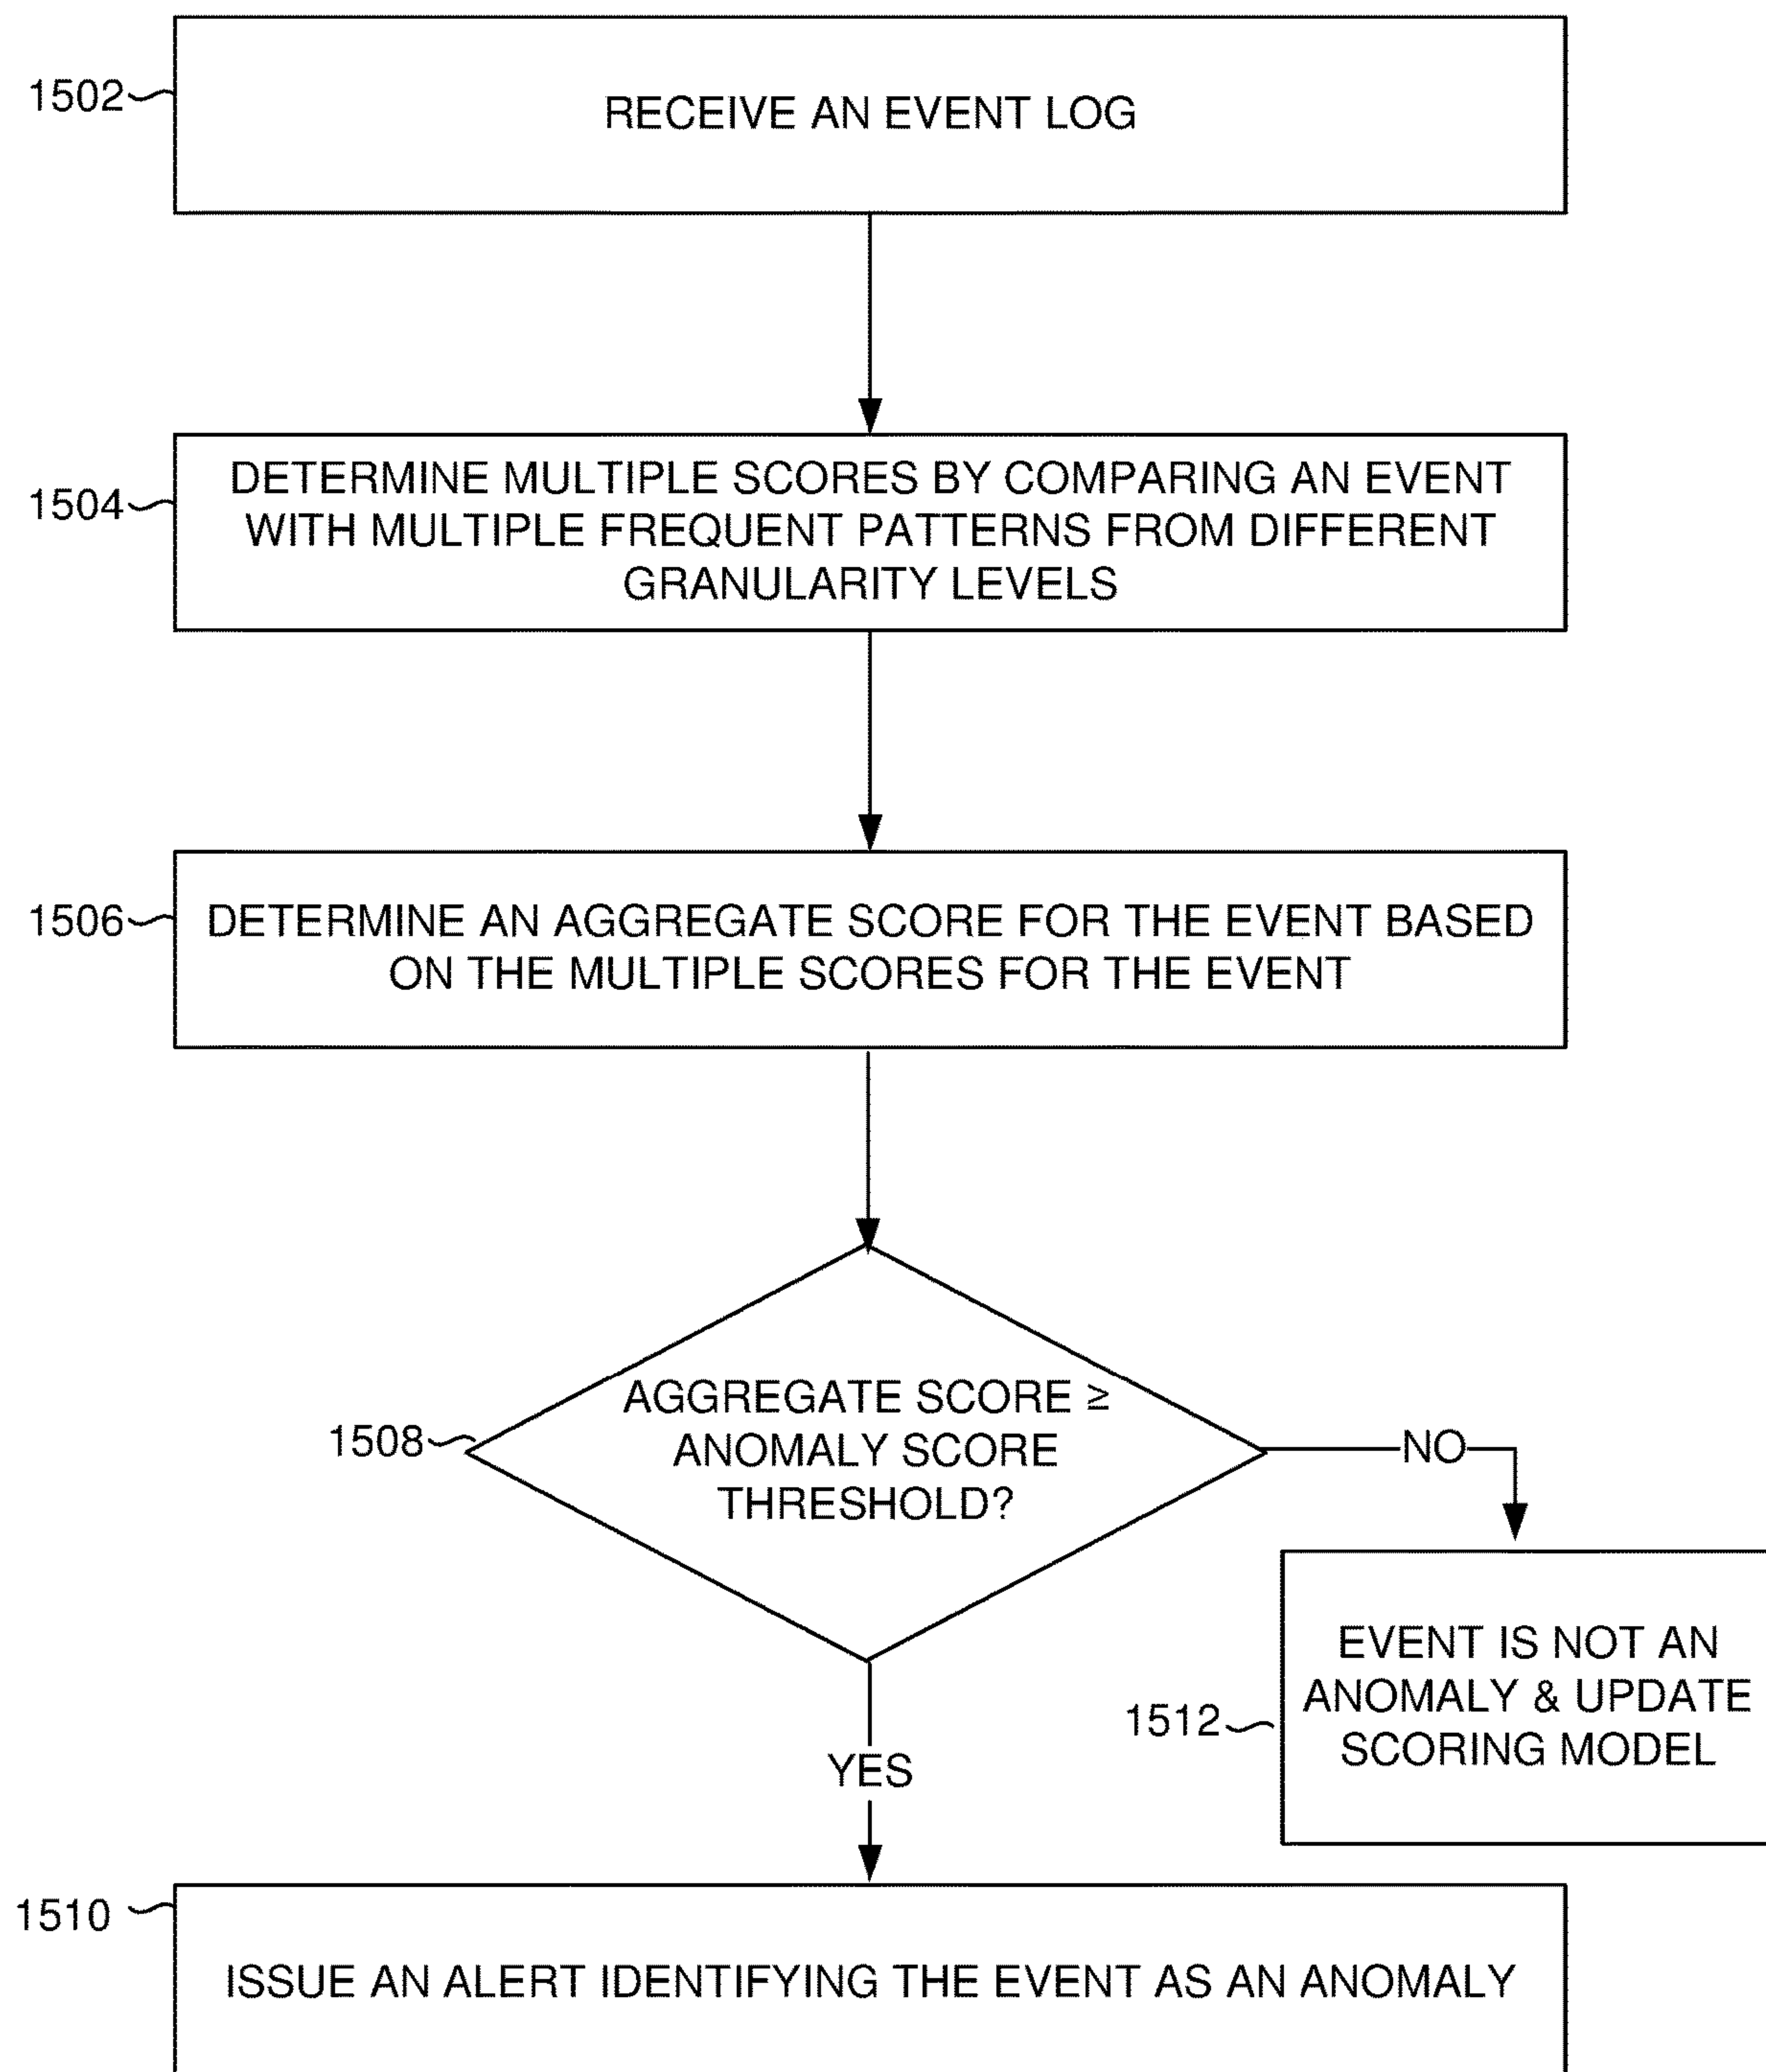 1502
RECEIVE AN EVENT LOG
1504
DETERMINE MULTIPLE SCORES BY COMPARING AN EVENT
WITH MULTIPLE FREQUENT PATTERNS FROM DIFFERENT
GRANULARITY LEVELS
1506
DETERMINE AN AGGREGATE SCORE FOR THE EVENT BASED
ON THE MULTIPLE SCORES FOR THE EVENT
1508
AGGREGATE SCORE ≥
ANOMALY SCORE
THRESHOLD?
NO
1512
EVENT IS NOT AN
ANOMALY & UPDATE
SCORING MODEL
YES
1510
ISSUE AN ALERT IDENTIFYING THE EVENT AS AN ANOMALY